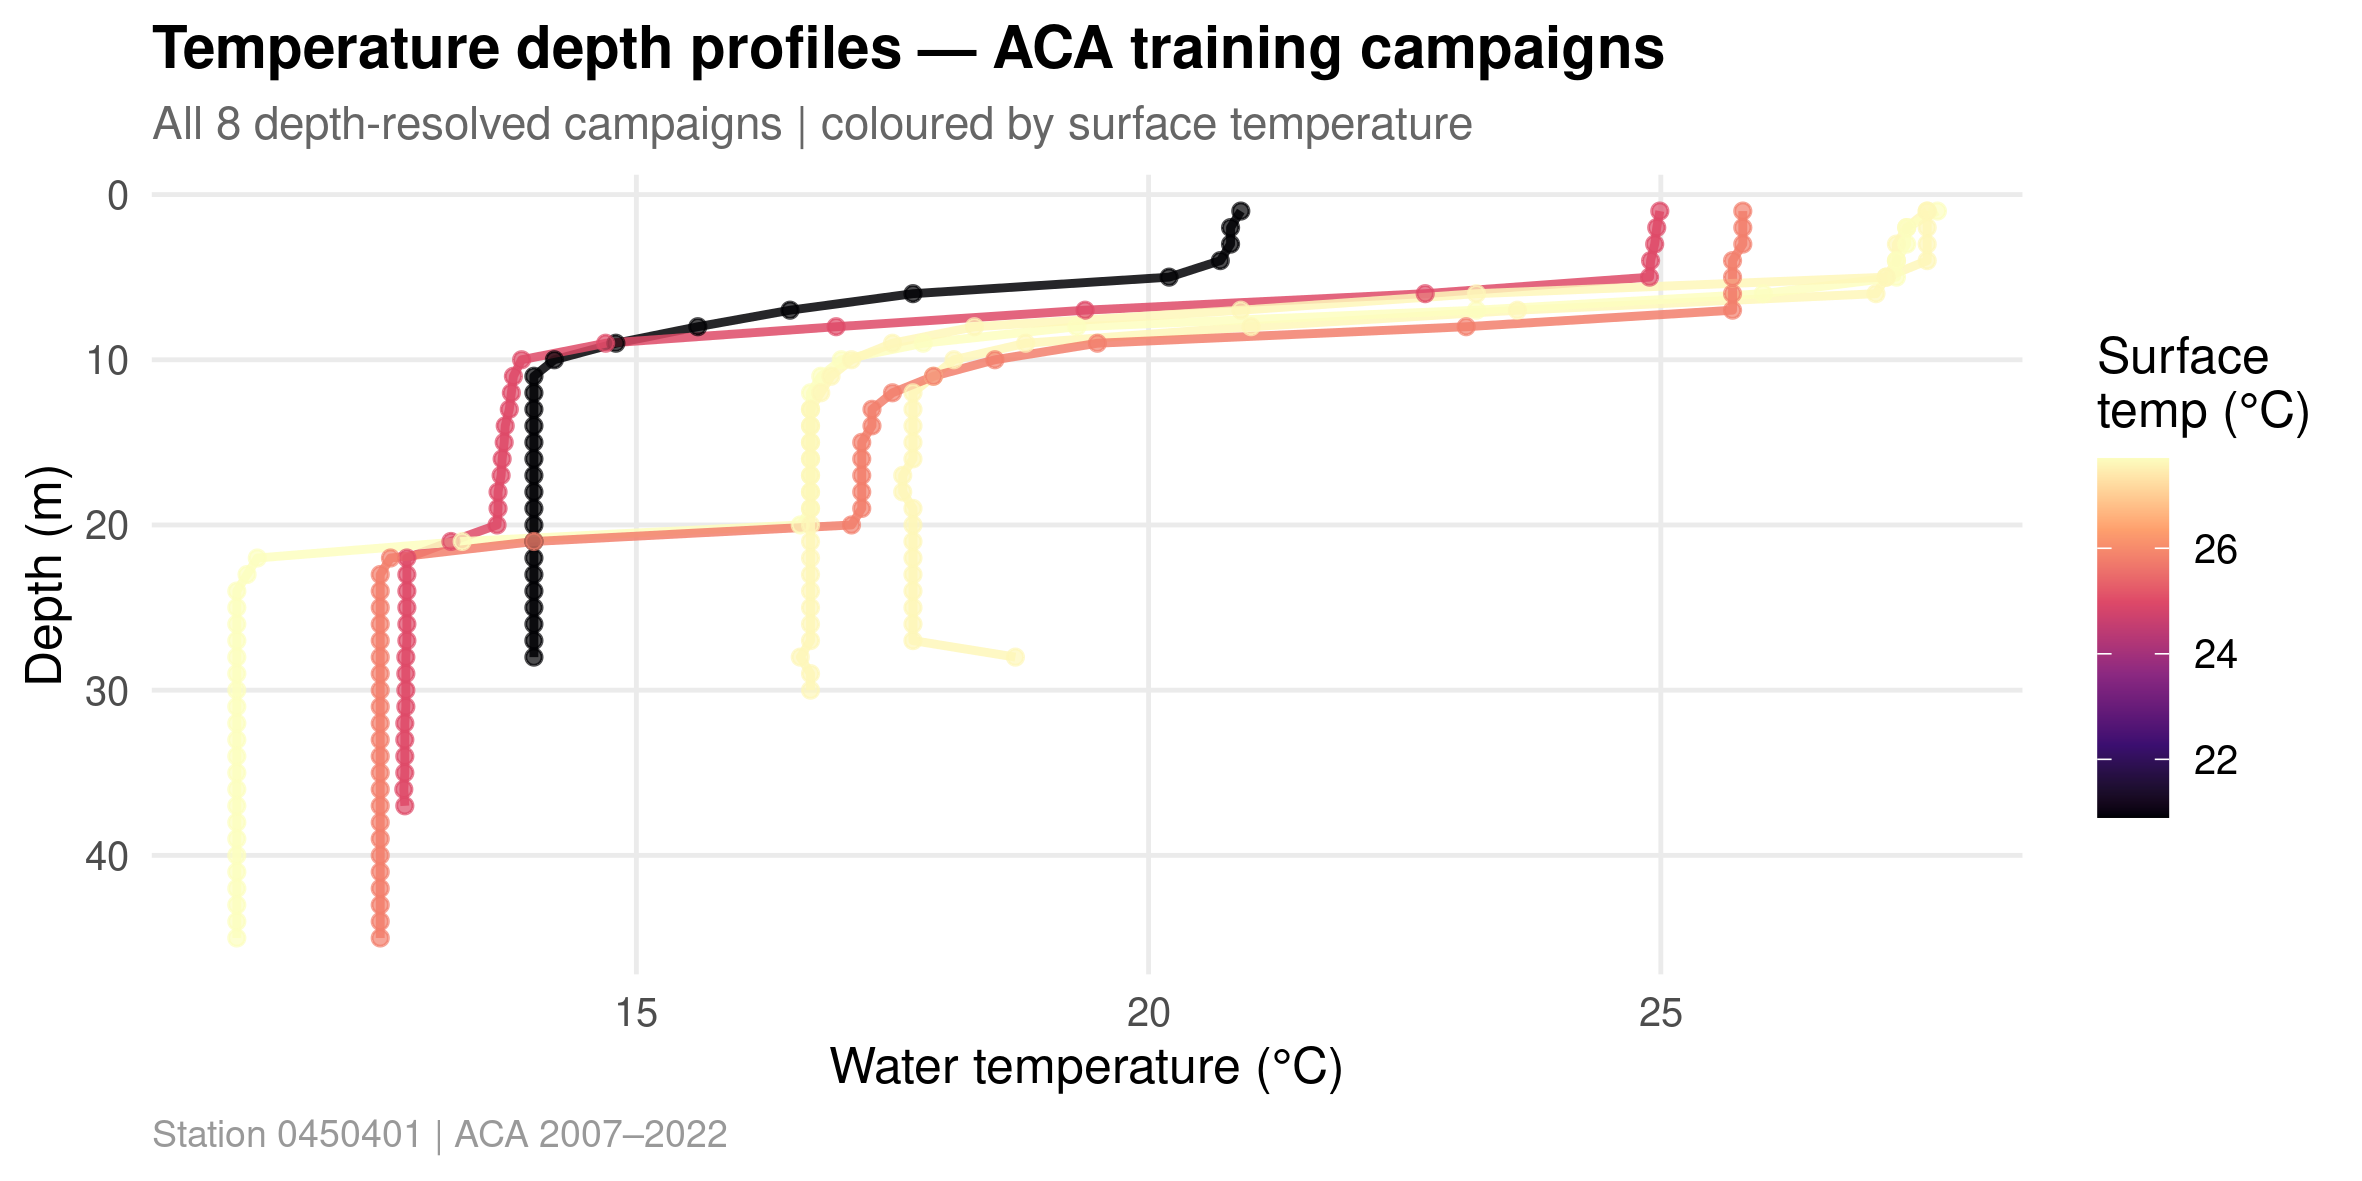 Temperature depth profiles — ACA training campaigns
All 8 depth-resolved campaigns | coloured by surface temperature
0
10
20
30
40
Depth (m)
15
20
25
Water temperature (°C)
Surface
temp (°C)
26
24
22
Station 0450401 | ACA 2007–2022